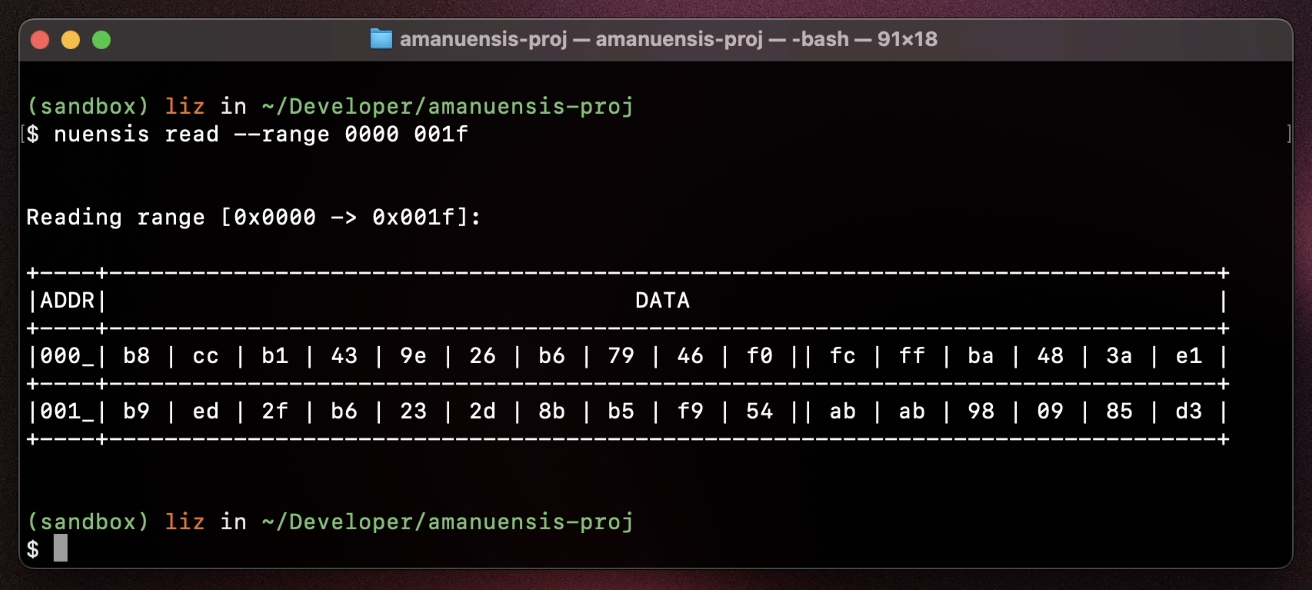 amanuensis-proj — amanuensis-proj — -bash — 91×18
(sandbox) liz in ~/Developer/amanuensis-proj
[$ nuensis read --range 0000 001f ]
Reading range [0x0000 -> 0x001f]:
+----+--------------------------------------------------------------------------------+
|ADDR|                                      DATA                                      |
+----+--------------------------------------------------------------------------------+
|000_| b8 | cc | b1 | 43 | 9e | 26 | b6 | 79 | 46 | f0 || fc | ff | ba | 48 | 3a | e1 |
+----+--------------------------------------------------------------------------------+
|001_| b9 | ed | 2f | b6 | 23 | 2d | 8b | b5 | f9 | 54 || ab | ab | 98 | 09 | 85 | d3 |
+----+--------------------------------------------------------------------------------+
(sandbox) liz in ~/Developer/amanuensis-proj
$